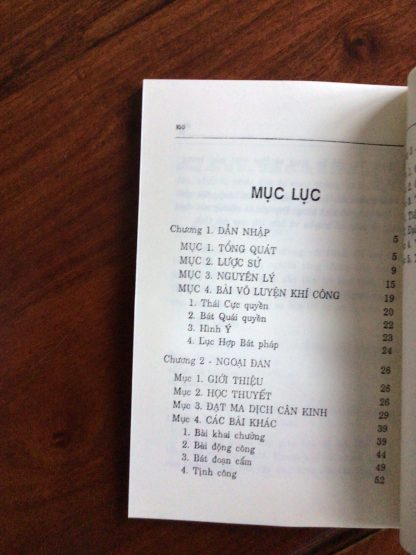 MỤC LỤC
Chương 1. DẪN NHẬP 5
MỤC 1. TỔNG QUÁT 5
MỤC 2. LƯỢC SỬ 9
MỤC 3. NGUYÊN LÝ 15
MỤC 4. BÀI VÕ LUYỆN KHÍ CÔNG 19
1. Thái Cực quyền 20
2. Bát Quái quyền 22
3. Hình Ý 23
4. Lục Hợp Bát pháp 24
Chương 2 - NGOẠI ĐAN 26
Mục 1. GIỚI THIỆU 26
Mục 2. HỌC THUYẾT 26
Mục 3. ĐẠT MA DỊCH CÂN KINH 29
Mục 4. CÁC BÀI KHÁC 39
1. Bài khai chưởng 39
2. Bài động công 44
3. Bát đoạn cẩm 49
4. Tịnh công 52